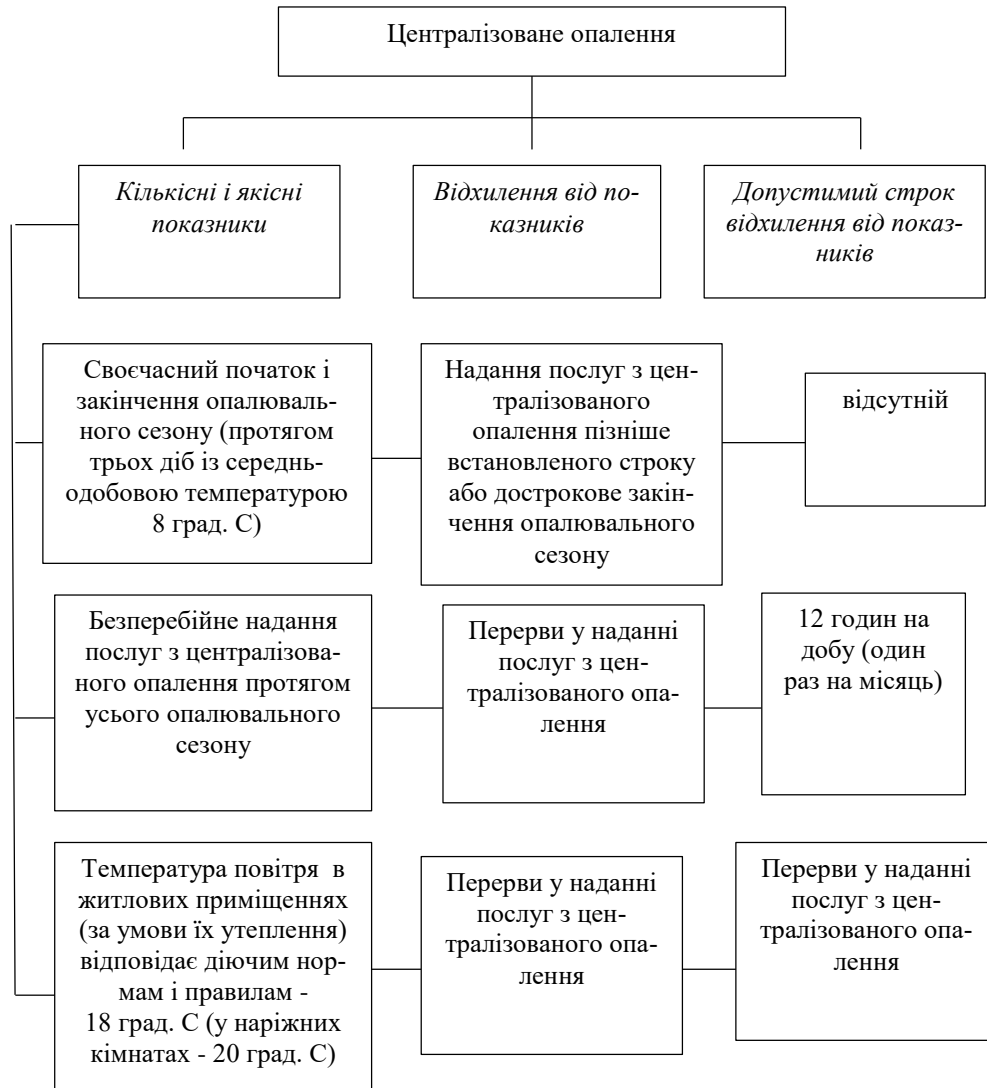 Централізоване опалення
Кількісні і якісні
показники
Відхилення від по-
казників
Допустимий строк
відхилення від показ-
ників
Своєчасний початок і
закінчення опалюваль-
ного сезону (протягом
трьох діб із середнь-
одобовою температурою
8 град. С)
Надання послуг з цен-
тралізованого
опалення пізніше
встановленого строку
або дострокове закін-
чення опалювального
сезону
відсутній
Безперебійне надання
послуг з централізова-
ного опалення протягом
усього опалювального
сезону
Перерви у наданні
послуг з цен-
тралізованого опа-
лення
12 годин на
добу (один
раз на місяць)
Температура повітря в
житлових приміщеннях
(за умови їх утеплення)
відповідає діючим нор-
мам і правилам -
18 град. С (у наріжних
кімнатах - 20 град. С)
Перерви у наданні
послуг з цен-
тралізованого опа-
лення
Перерви у наданні
послуг з цен-
тралізованого опа-
лення